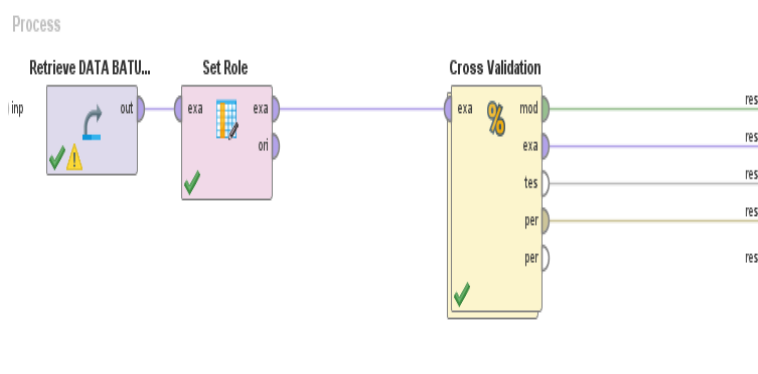 Process
Retrieve DATA BATU...
Set Role
Cross Validation
inp
out
exa
exa
ori
exa
mod
exa
tes
per
per
res
res
res
res
res